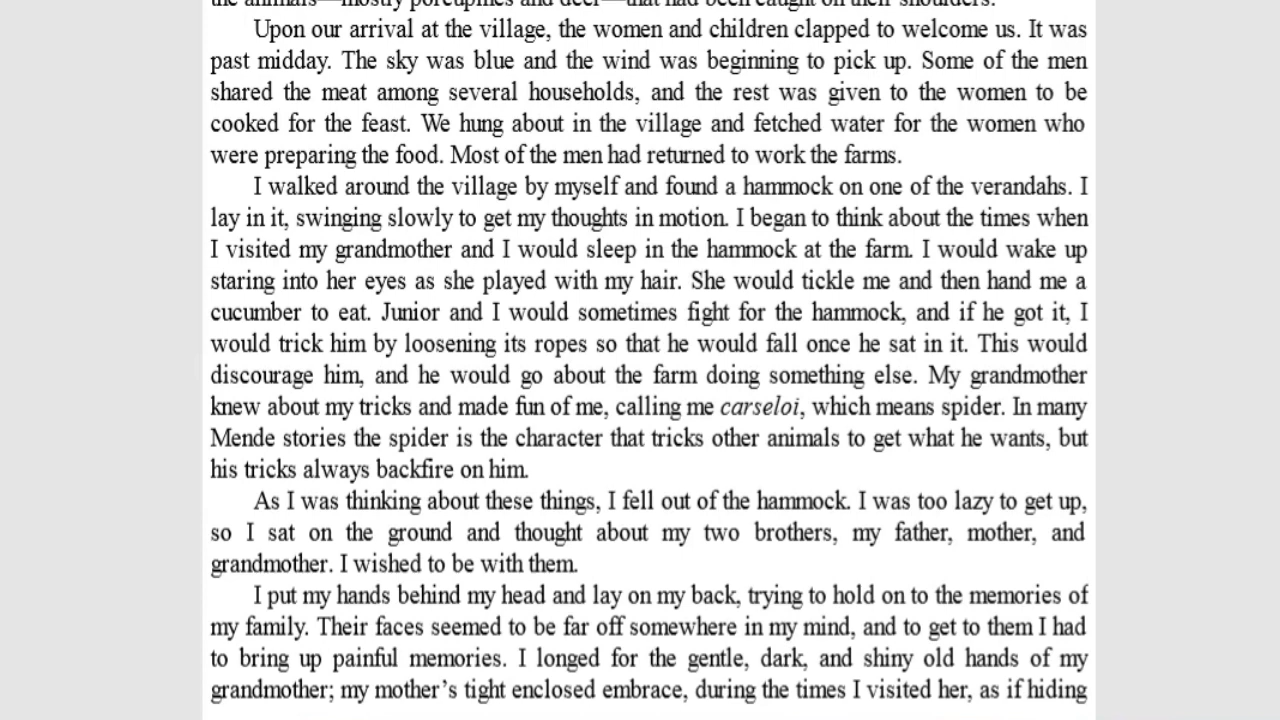 the animals—mostly porcupines and deer—that had been caught on their shoulders.
Upon our arrival at the village, the women and children clapped to welcome us. It was
past midday. The sky was blue and the wind was beginning to pick up. Some of the men
shared the meat among several households, and the rest was given to the women to be
cooked for the feast. We hung about in the village and fetched water for the women who
were preparing the food. Most of the men had returned to work the farms.
I walked around the village by myself and found a hammock on one of the verandahs. I
lay in it, swinging slowly to get my thoughts in motion. I began to think about the times when
I visited my grandmother and I would sleep in the hammock at the farm. I would wake up
staring into her eyes as she played with my hair. She would tickle me and then hand me a
cucumber to eat. Junior and I would sometimes fight for the hammock, and if he got it, I
would trick him by loosening its ropes so that he would fall once he sat in it. This would
discourage him, and he would go about the farm doing something else. My grandmother
knew about my tricks and made fun of me, calling me carseloi, which means spider. In many
Mende stories the spider is the character that tricks other animals to get what he wants, but
his tricks always backfire on him.
As I was thinking about these things, I fell out of the hammock. I was too lazy to get up,
so I sat on the ground and thought about my two brothers, my father, mother, and
grandmother. I wished to be with them.
I put my hands behind my head and lay on my back, trying to hold on to the memories of
my family. Their faces seemed to be far off somewhere in my mind, and to get to them I had
to bring up painful memories. I longed for the gentle, dark, and shiny old hands of my
grandmother; my mother’s tight enclosed embrace, during the times I visited her, as if hiding